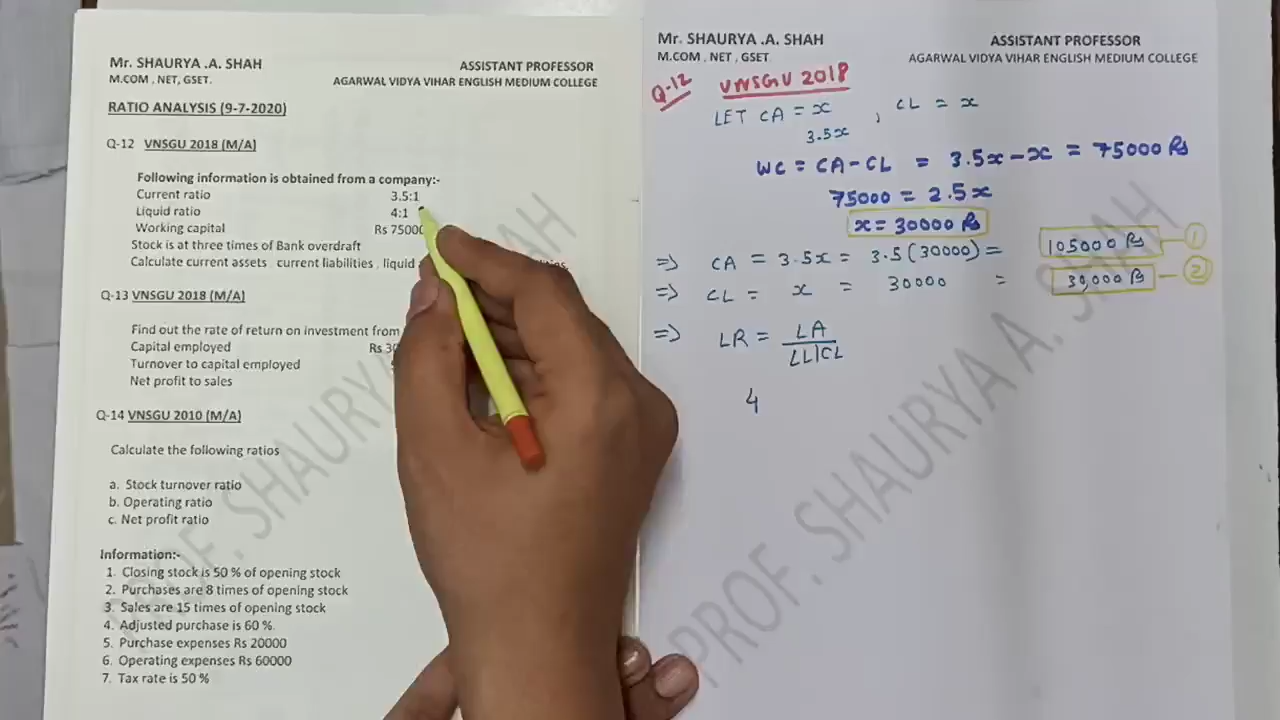 Mr. SHAURYA .A. SHAH
ASSISTANT PROFESSOR
M.COM , NET, GSET.
AGARWAL VIDYA VIHAR ENGLISH MEDIUM COLLEGE
RATIO ANALYSIS (9-7-2020)
Q-12 VNSGU 2018 (M/A)
Following information is obtained from a company:-
Current ratio 3.5:1
Liquid ratio 4:1
Working capital Rs 75000
Stock is at three times of Bank overdraft
Calculate current assets , current liabilities , liquid
Q-13 VNSGU 2018 (M/A)
Find out the rate of return on investment from
Capital employed Rs
Turnover to capital employed
Net profit to sales
Q-14 VNSGU 2010 (M/A)
Calculate the following ratios
a. Stock turnover ratio
b. Operating ratio
c. Net profit ratio
Information:-
1. Closing stock is 50 % of opening stock
2. Purchases are 8 times of opening stock
3. Sales are 15 times of opening stock
4. Adjusted purchase is 60 %.
5. Purchase expenses Rs 20000
6. Operating expenses Rs 60000
7. Tax rate is 50 %
PROF. SHAURYA A. SHAH
Mr. SHAURYA .A. SHAH
ASSISTANT PROFESSOR
M.COM , NET, GSET.
AGARWAL VIDYA VIHAR ENGLISH MEDIUM COLLEGE
Q-12 VNSGU 2018
LET CA = x , CL = x
3.5x
WC = CA-CL = 3.5x-x = 75000 Rs
75000 = 2.5x
x = 30000 Rs
=> CA = 3.5x = 3.5(30000) = 105000 Rs - 1
=> CL = x = 30000 = 30,000 Rs - 2
=> LR = LA
LL|CL
4
PROF. SHAURYA A. SHAH